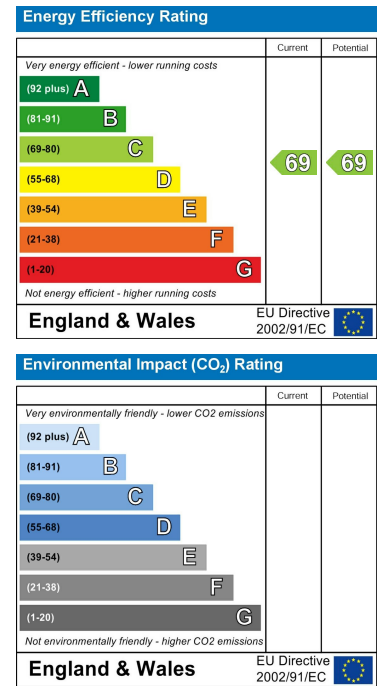 Energy Efficiency Rating
Current Potential
Very energy efficient - lower running costs
(92 plus) A
(81-91) B
(69-80) C
69 69
(55-68) D
(39-54) E
(21-38) F
(1-20) G
Not energy efficient - higher running costs
England & Wales
EU Directive
2002/91/EC
Environmental Impact (CO₂) Rating
Current Potential
Very environmentally friendly - lower CO2 emissions
(92 plus) A
(81-91) B
(69-80) C
(55-68) D
(39-54) E
(21-38) F
(1-20) G
Not environmentally friendly - higher CO2 emissions
England & Wales
EU Directive
2002/91/EC